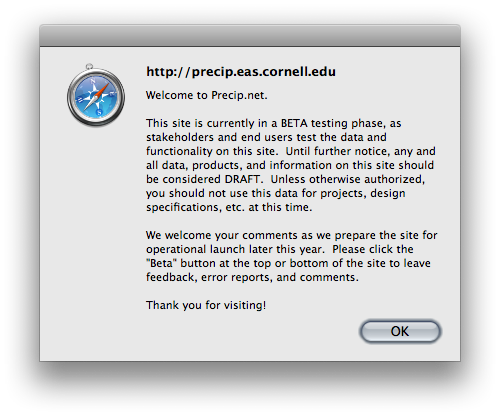 http://precip.eas.cornell.edu
Welcome to Precip.net.
This site is currently in a BETA testing phase, as
stakeholders and end users test the data and
functionality on this site.  Until further notice, any and
all data, products, and information on this site should
be considered DRAFT.  Unless otherwise authorized,
you should not use this data for projects, design
specifications, etc. at this time.
We welcome your comments as we prepare the site for
operational launch later this year.  Please click the
"Beta" button at the top or bottom of the site to leave
feedback, error reports, and comments.
Thank you for visiting!
OK